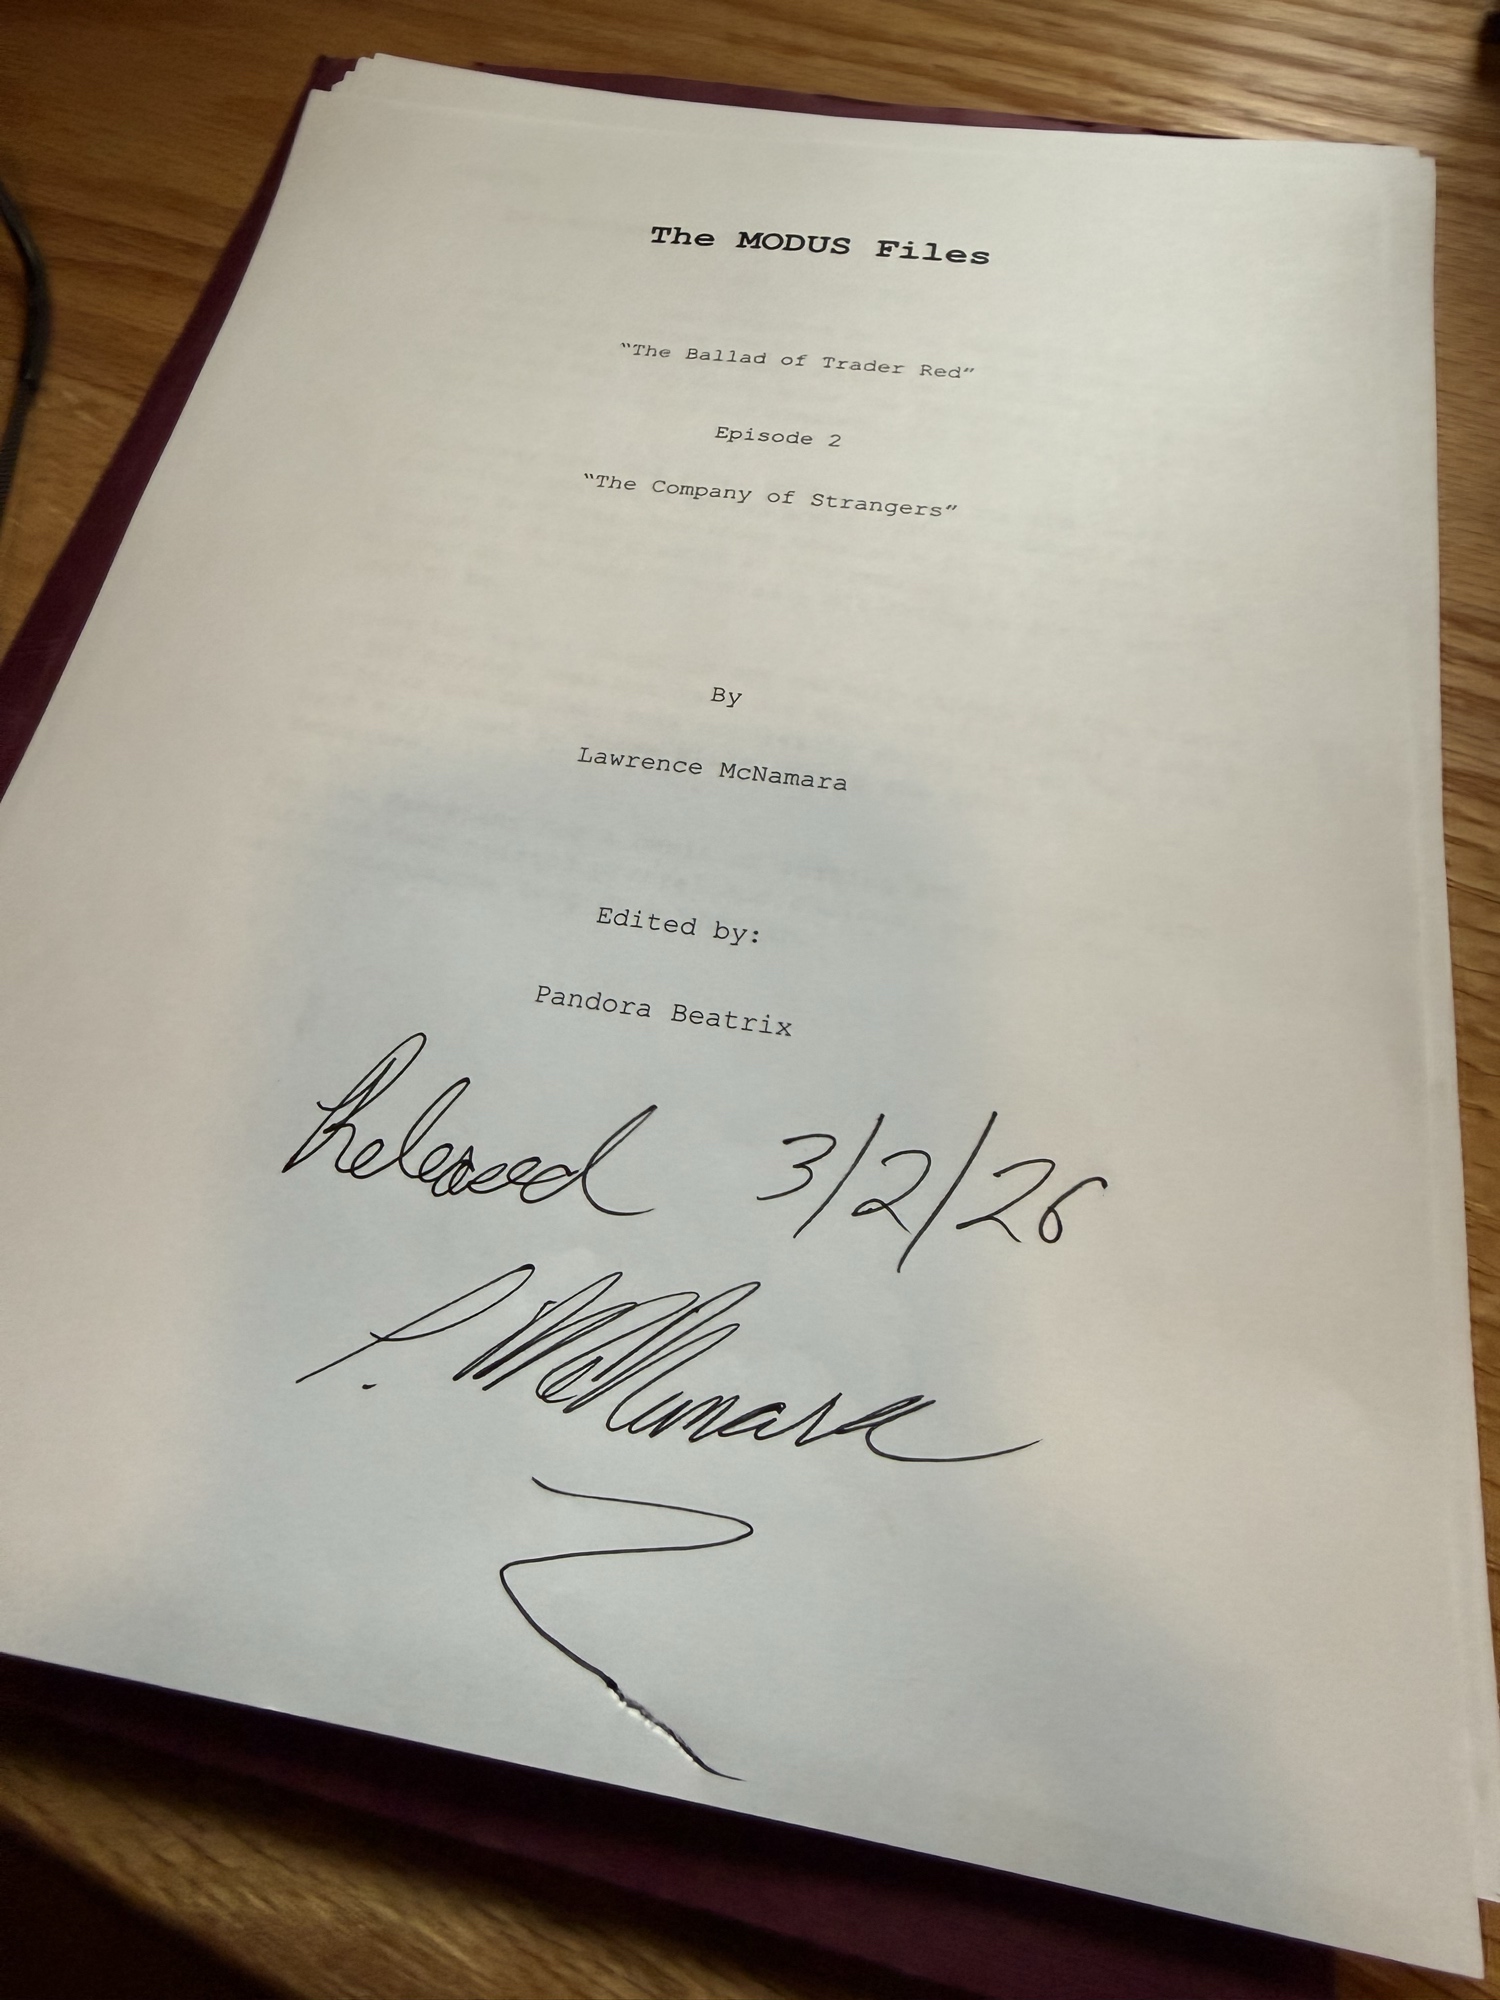 The MODUS Files
“The Ballad of Trader Red”
Episode 2
“The Company of Strangers”
By
Lawrence McNamara
Edited by:
Pandora Beatrix
Released 3/2/26
L. McNamara